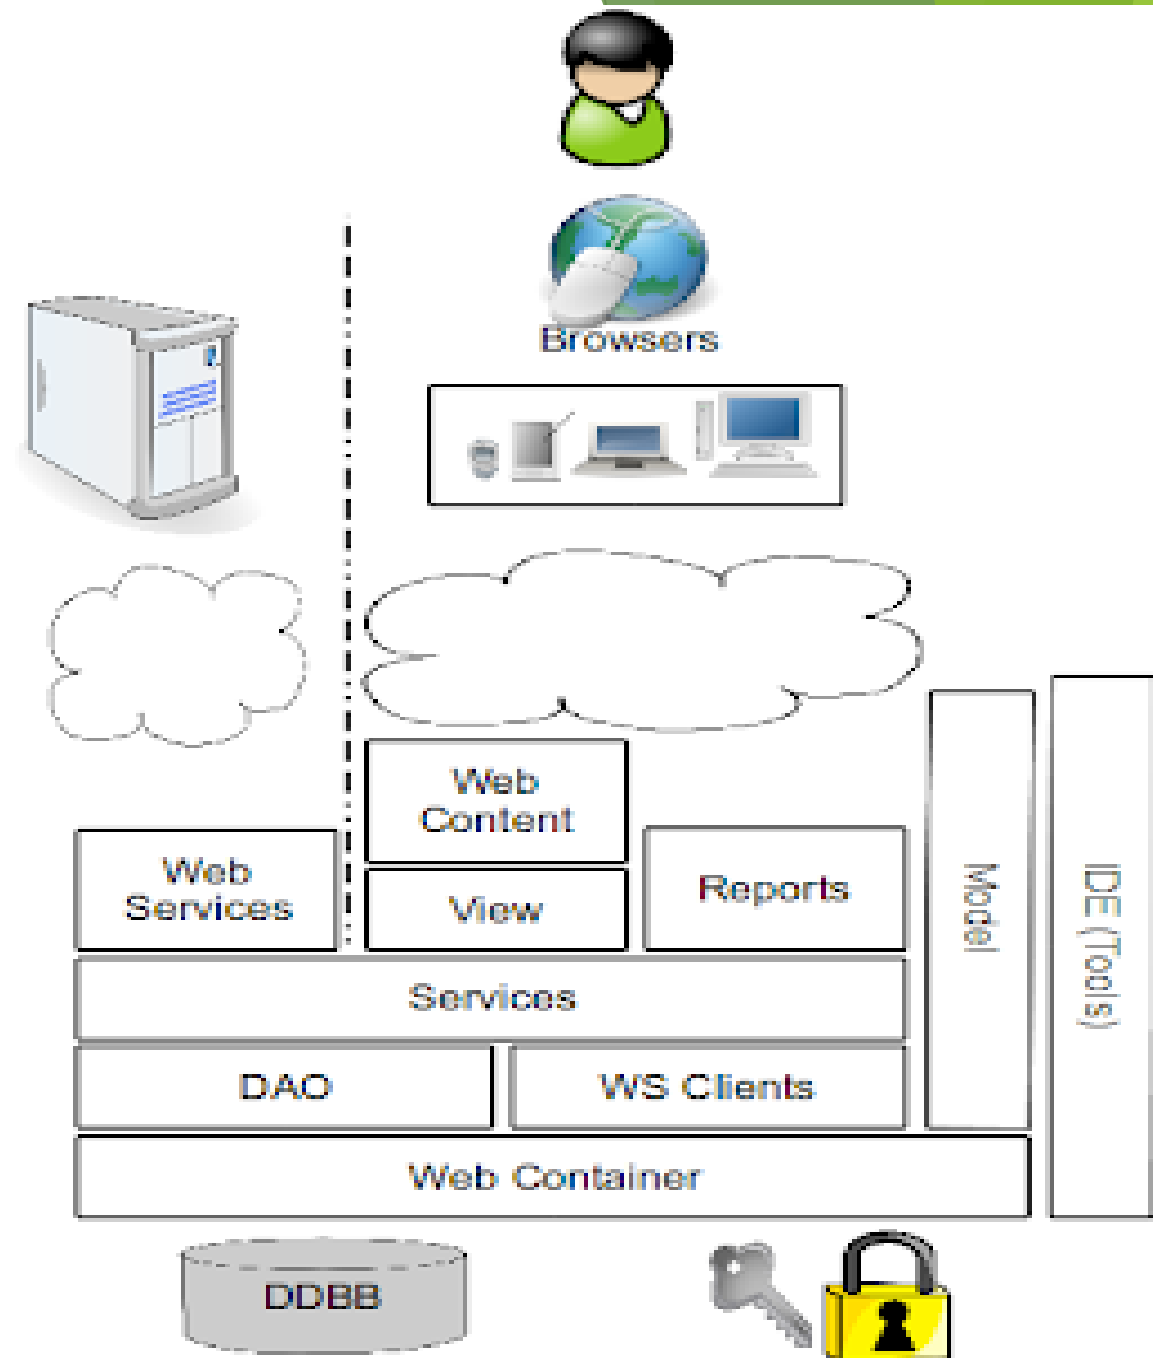 Browsers
Web
Content
Web
Services
View
Reports
Model
IDE (Tools)
Services
DAO
WS Clients
Web Container
DDBB